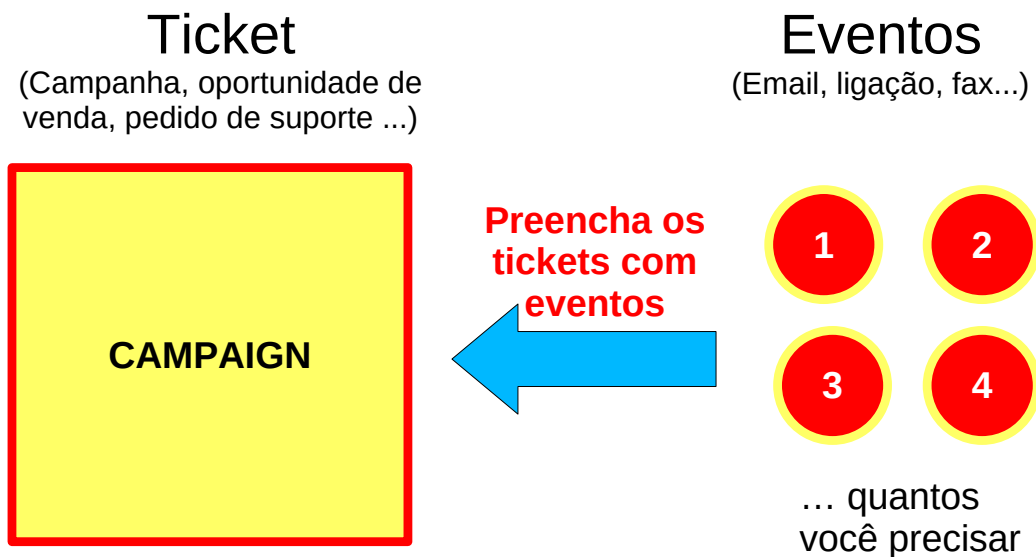 Ticket
(Campanha, oportunidade de
venda, pedido de suporte ...)
Eventos
(Email, ligação, fax...)
CAMPAIGN
Preencha os
tickets com
eventos
1
2
3
4
... quantos
você precisar